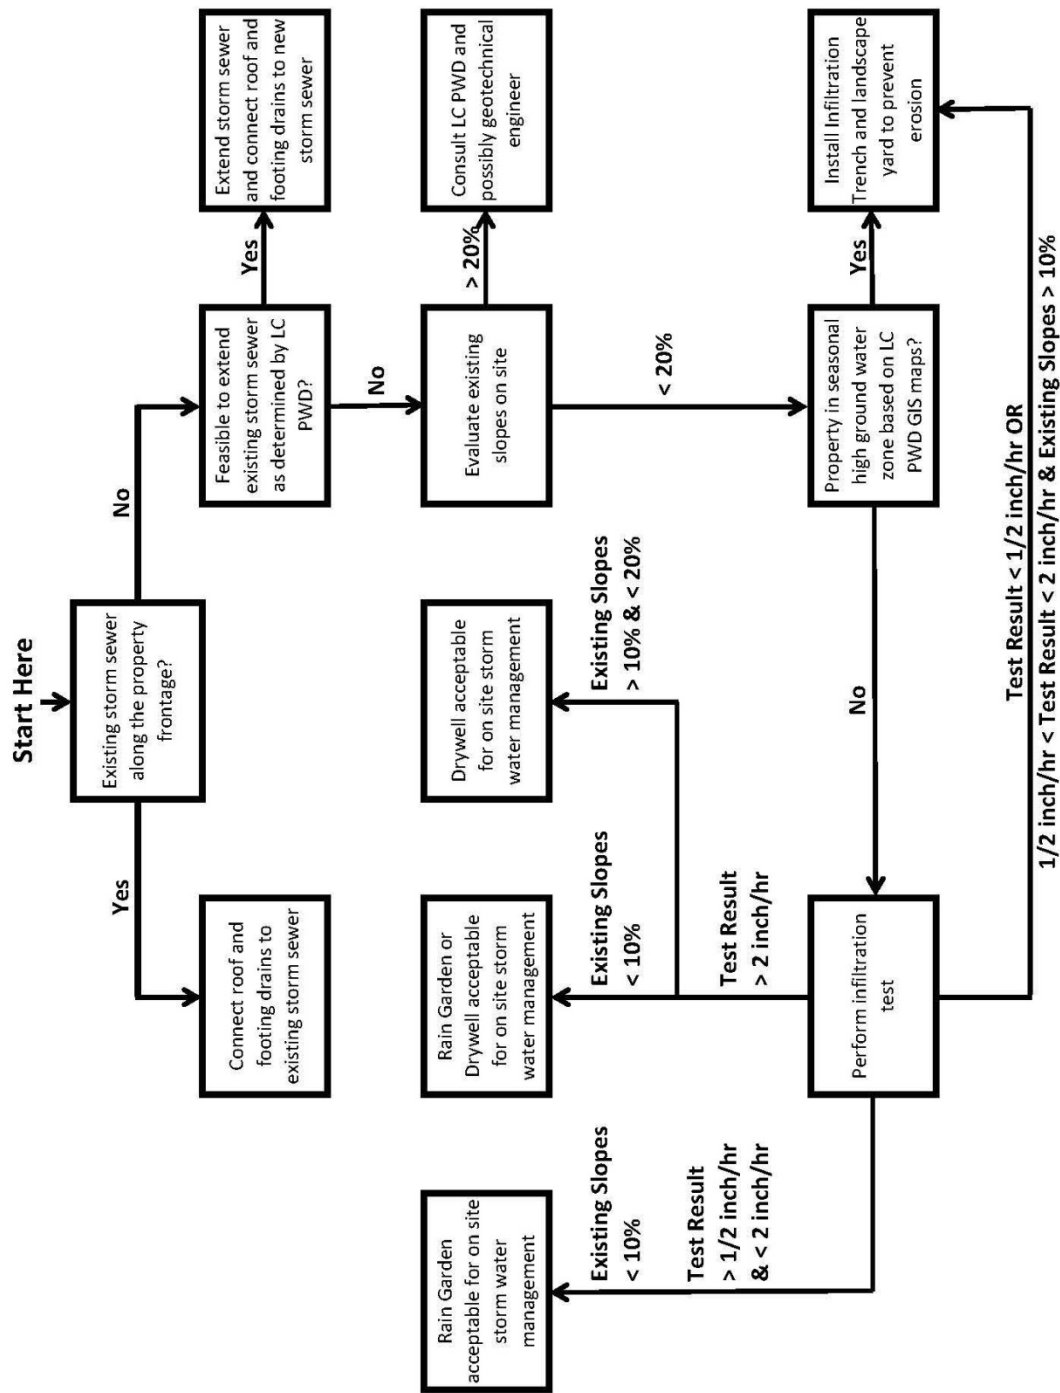 Start Here
Existing storm sewer
along the property
frontage?
Yes
No
Connect roof and
footing drains to
existing storm sewer
Feasible to extend
existing storm sewer
as determined by LC
PWD?
Yes
Extend storm sewer
and connect roof and
footing drains to new
storm sewer
No
Evaluate existing
slopes on site
> 20%
Consult LC PWD and
possibly geotechnical
engineer
< 20%
Property in seasonal
high ground water
zone based on LC
PWD GIS maps?
Yes
Install Infiltration
Trench and landscape
yard to prevent
erosion
No
Perform infiltration
test
Test Result
> 2 inch/hr
Existing Slopes
> 10% & < 20%
Drywell acceptable
for on site storm
water management
Existing Slopes
< 10%
Rain Garden or
Drywell acceptable
for on site storm
water management
Test Result
> 1/2 inch/hr
& < 2 inch/hr
Existing Slopes
< 10%
Rain Garden
acceptable for on site
storm water
management
Test Result < 1/2 inch/hr OR
1/2 inch/hr < Test Result < 2 inch/hr & Existing Slopes > 10%